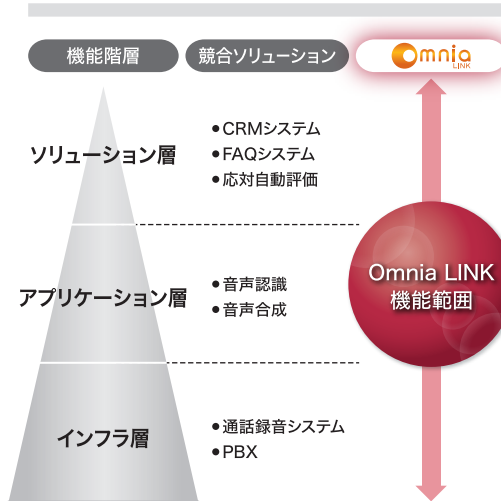 機能階層
競合ソリューション
Omnia
LINK
ソリューション層
●CRMシステム
●FAQシステム
●応対自動評価
アプリケーション層
●音声認識
●音声合成
Omnia LINK
機能範囲
インフラ層
●通話録音システム
●PBX